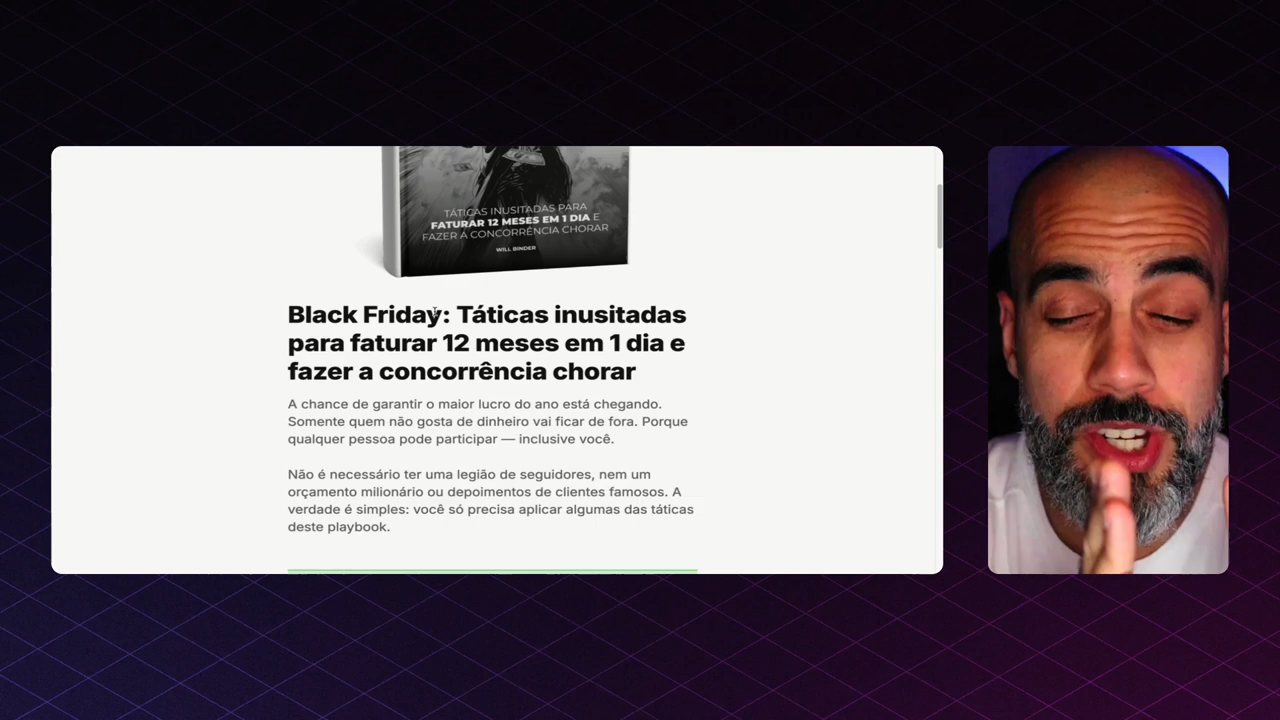 TÁTICAS INUSITADAS PARA
FATURAR 12 MESES EM 1 DIA E
FAZER A CONCORRÊNCIA CHORAR
WILL BINDER
Black Friday: Táticas inusitadas
para faturar 12 meses em 1 dia e
fazer a concorrência chorar
A chance de garantir o maior lucro do ano está chegando.
Somente quem não gosta de dinheiro vai ficar de fora. Porque
qualquer pessoa pode participar — inclusive você.
Não é necessário ter uma legião de seguidores, nem um
orçamento milionário ou depoimentos de clientes famosos. A
verdade é simples: você só precisa aplicar algumas das táticas
deste playbook.